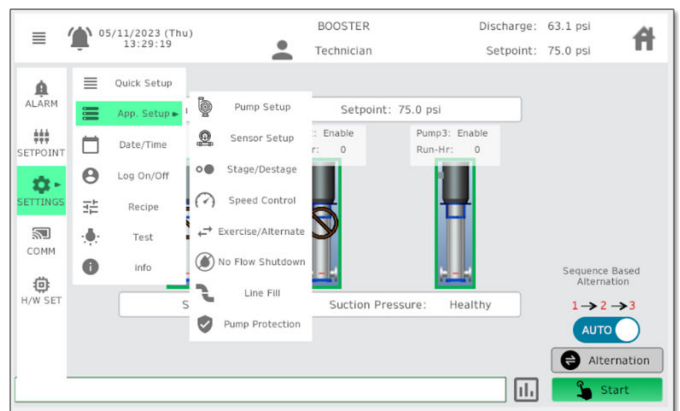 05/11/2023 (Thu)
13:29:19
BOOSTER
Technician
Discharge: 63.1 psi
Setpoint: 75.0 psi
ALARM
SETPOINT
SETTINGS
COMM
H/W SET
Quick Setup
App. Setup
Date/Time
Log On/Off
Recipe
Test
Info
Pump Setup
Sensor Setup
Stage/Destage
Speed Control
Exercise/Alternate
No Flow Shutdown
Line Fill
Pump Protection
Setpoint: 75.0 psi
: Enable
r: 0
Pump3: Enable
Run-Hr: 0
S
Suction Pressure: Healthy
Sequence Based
Alternation
1 → 2 → 3
AUTO
Alternation
Start